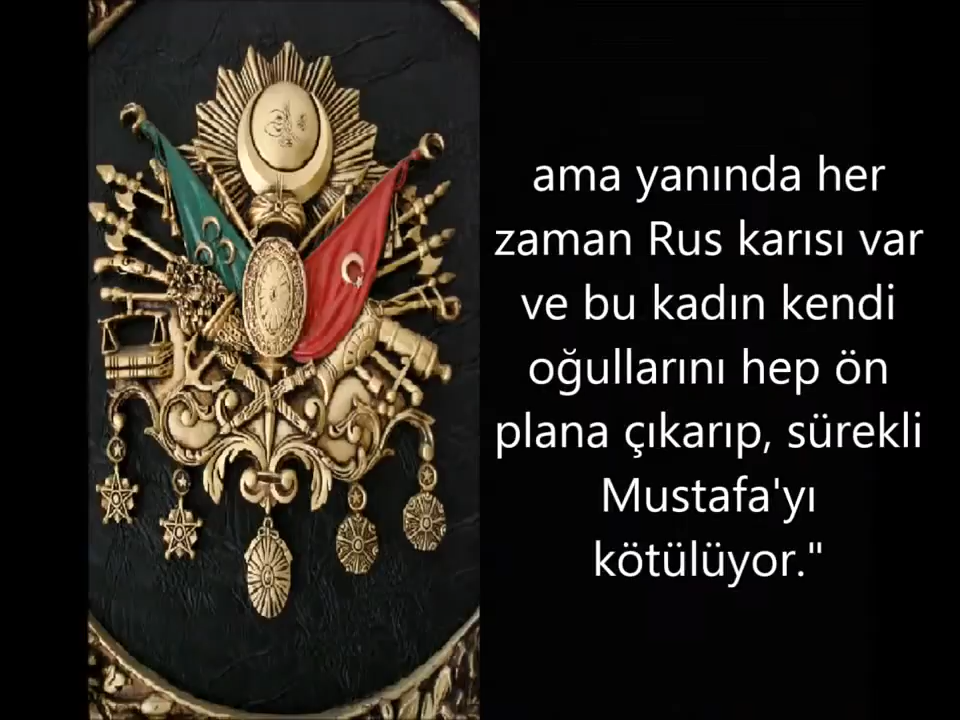 ama yanında her
zaman Rus karısı var
ve bu kadın kendi
oğullarını hep ön
plana çıkarıp, sürekli
Mustafa'yı
kötülüyor."